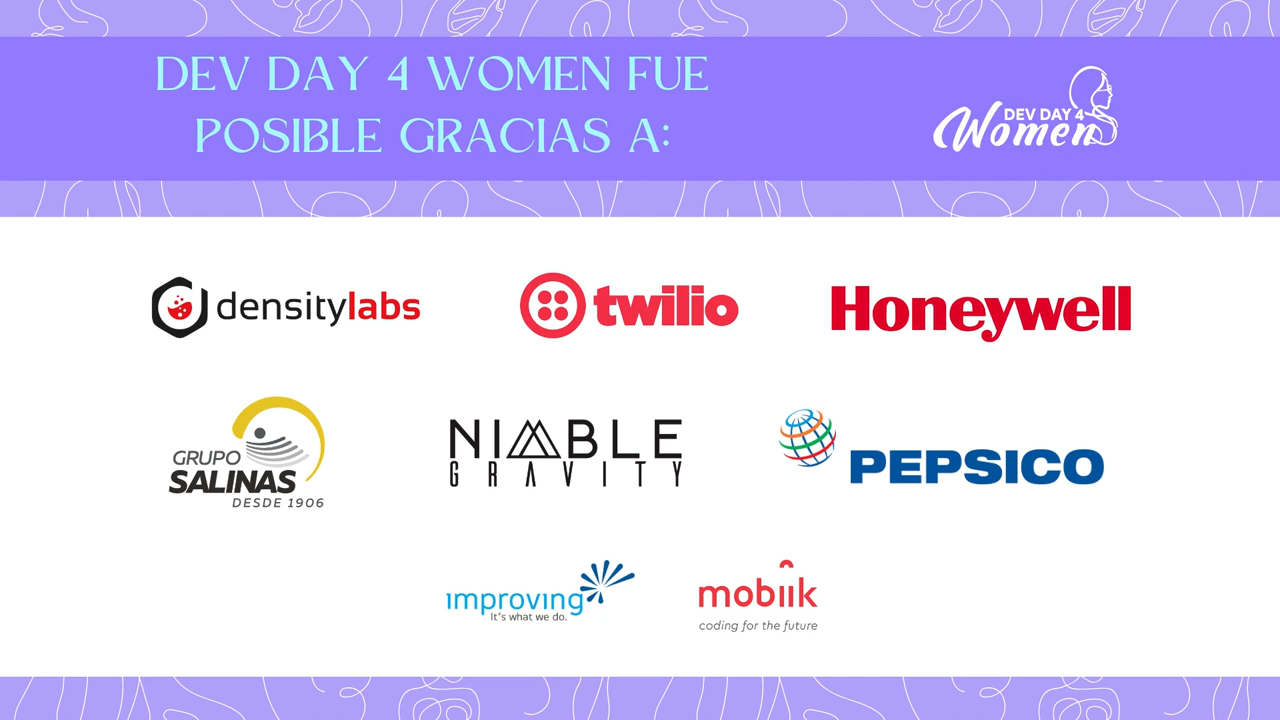 DEV DAY 4 WOMEN FUE
POSIBLE GRACIAS A:
DEV DAY 4
Women
densitylabs
twilio
Honeywell
GRUPO
SALINAS
DESDE 1906
NIMBLE
GRAVITY
PEPSICO
improving
It's what we do.
mobiik
coding for the future